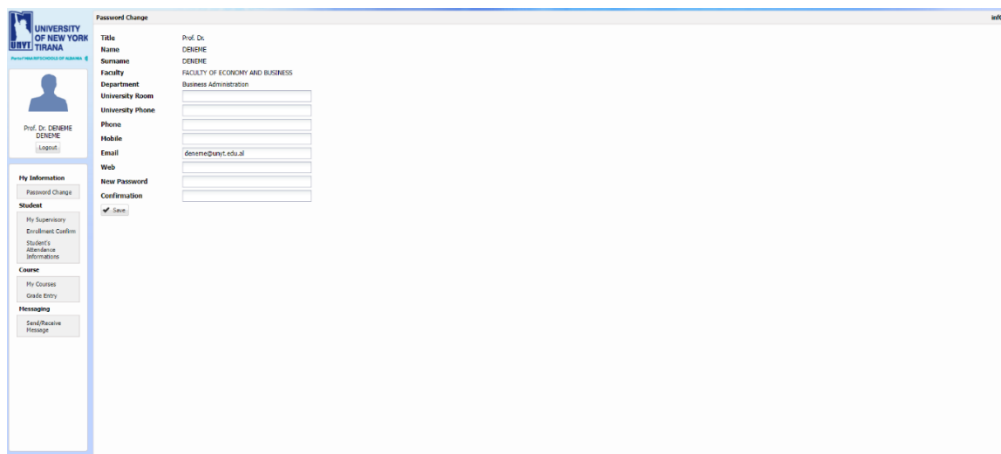 UNIVERSITY
OF NEW YORK
UNYT TIRANA
Prof. Dr. DENEME
DENEME
Logout
My Information
Password Change
Student
My Supervisory
Enrollment Confirm
Student's
Attendance
Informations
Course
My Courses
Grade Entry
Messaging
Send/Receive
Message
Password Change
Title Prof. Dr.
Name DENEME
Surname DENEME
Faculty FACULTY OF ECONOMY AND BUSINESS
Department Business Administration
University Room
University Phone
Phone
Mobile
Email deneme@unyt.edu.al
Web
New Password
Confirmation
Save